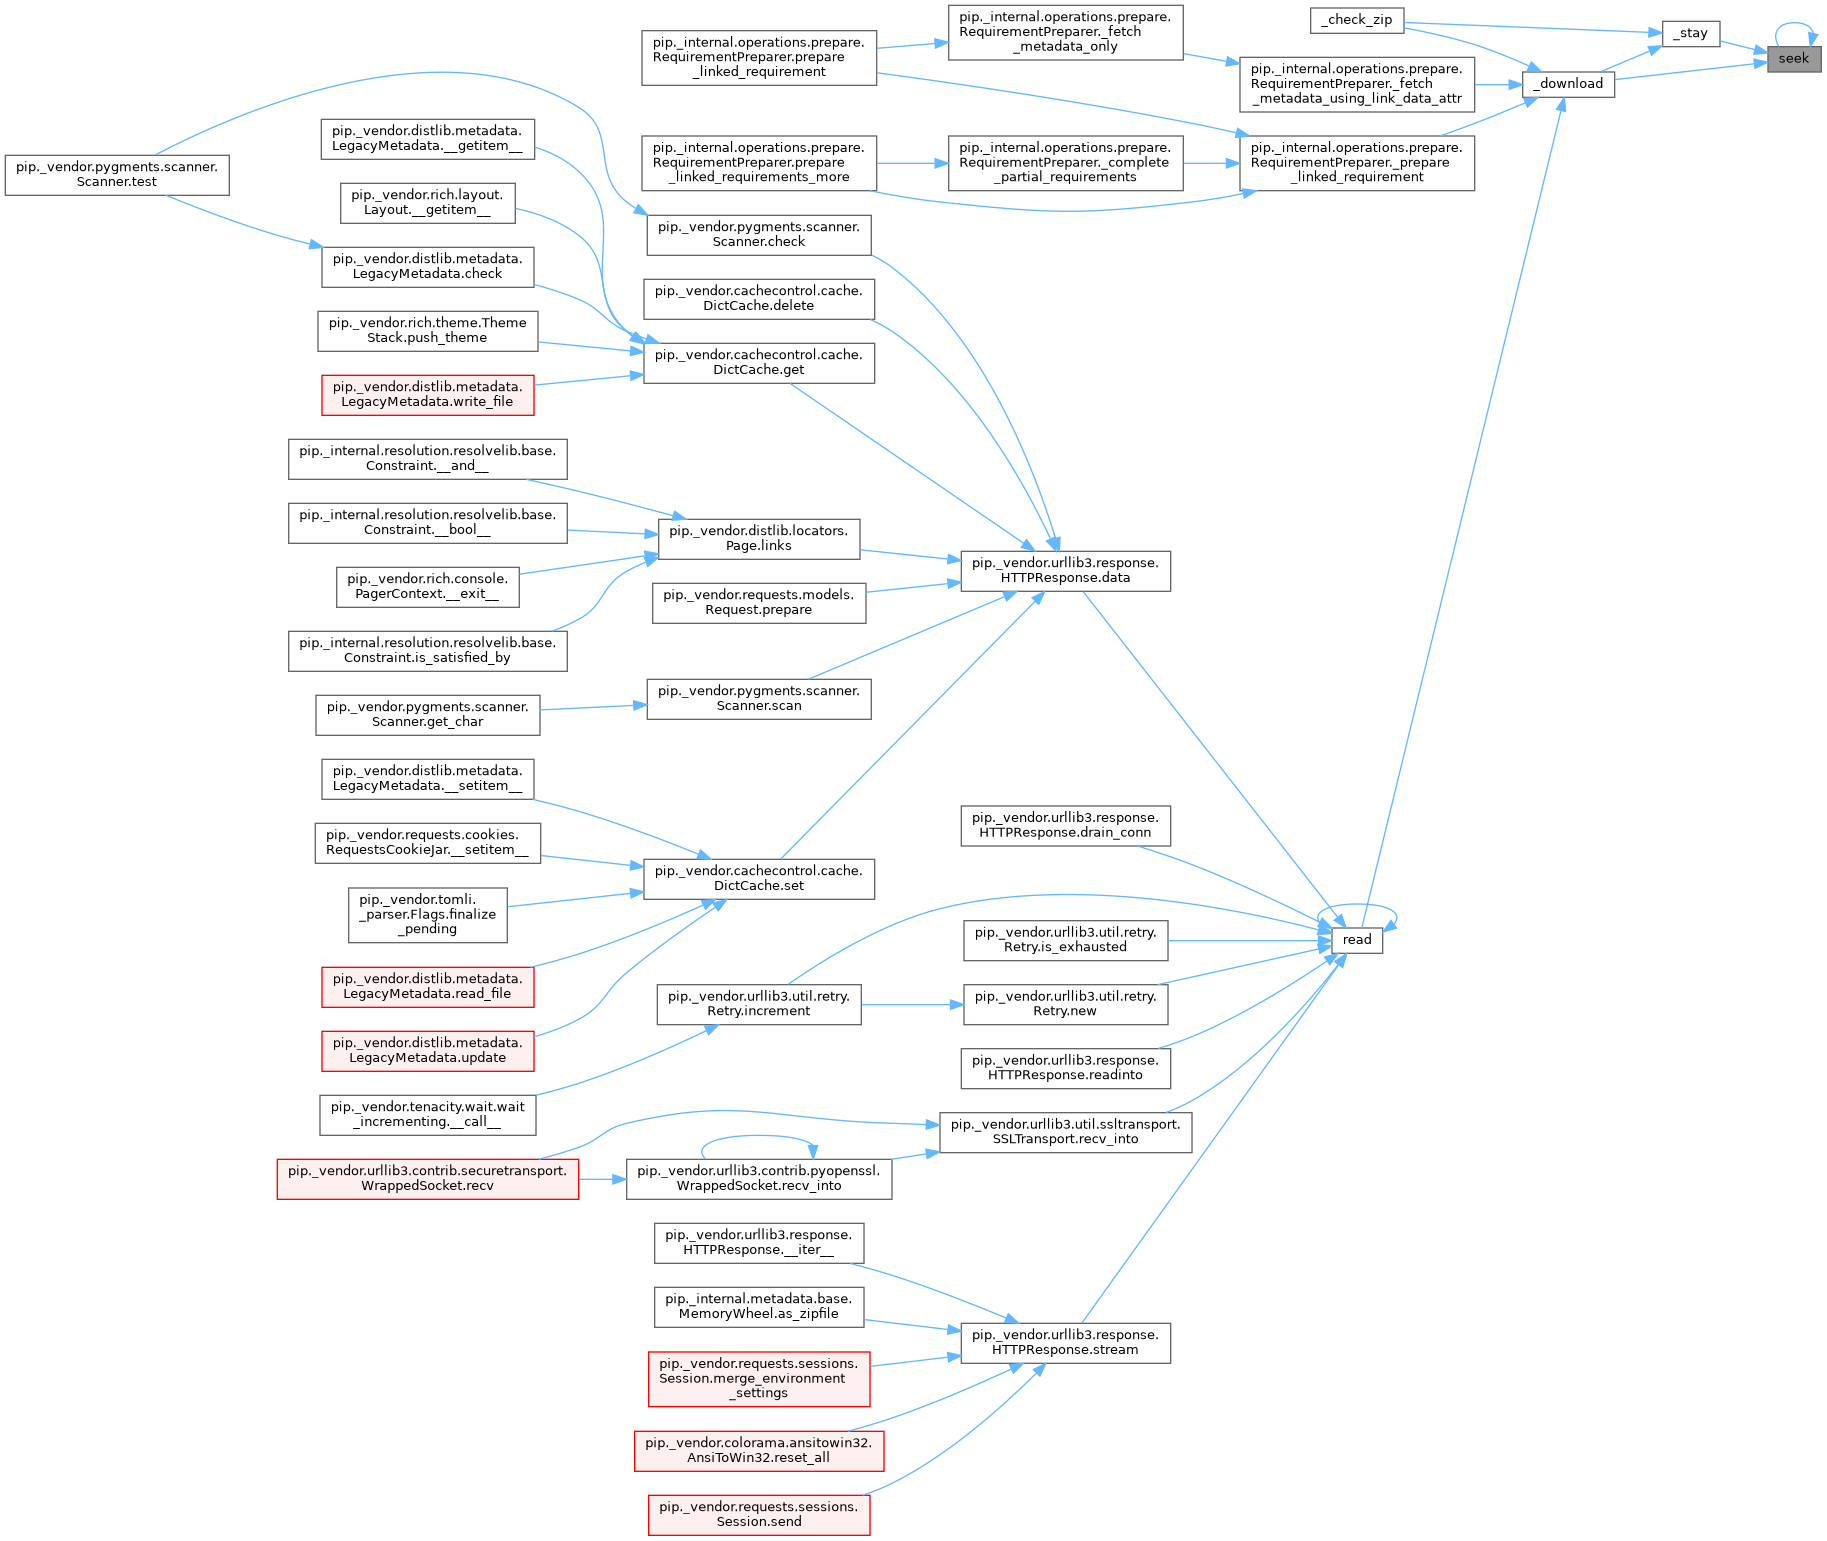 pip._vendor.pygments.scanner.
Scanner.test
pip._vendor.distlib.metadata.
LegacyMetadata.__getitem__
pip._vendor.rich.layout.
Layout.__getitem__
pip._vendor.distlib.metadata.
LegacyMetadata.check
pip._vendor.rich.theme.Theme
Stack.push_theme
pip._vendor.distlib.metadata.
LegacyMetadata.write_file
pip._internal.resolution.resolvelib.base.
Constraint.__and__
pip._internal.resolution.resolvelib.base.
Constraint.__bool__
pip._vendor.rich.console.
PagerContext.__exit__
pip._internal.resolution.resolvelib.base.
Constraint.is_satisfied_by
pip._vendor.pygments.scanner.
Scanner.get_char
pip._vendor.distlib.metadata.
LegacyMetadata.__setitem__
pip._vendor.requests.cookies.
RequestsCookieJar.__setitem__
pip._vendor.tomli.
_parser.Flags.finalize
_pending
pip._vendor.distlib.metadata.
LegacyMetadata.read_file
pip._vendor.distlib.metadata.
LegacyMetadata.update
pip._vendor.tenacity.wait.wait
_incrementing.__call__
pip._vendor.urllib3.contrib.securetransport.
WrappedSocket.recv
pip._internal.operations.prepare.
RequirementPreparer.prepare
_linked_requirement
pip._internal.operations.prepare.
RequirementPreparer.prepare
_linked_requirements_more
pip._vendor.pygments.scanner.
Scanner.check
pip._vendor.cachecontrol.cache.
DictCache.delete
pip._vendor.cachecontrol.cache.
DictCache.get
pip._vendor.distlib.locators.
Page.links
pip._vendor.requests.models.
Request.prepare
pip._vendor.pygments.scanner.
Scanner.scan
pip._vendor.cachecontrol.cache.
DictCache.set
pip._vendor.urllib3.util.retry.
Retry.increment
pip._vendor.urllib3.contrib.pyopenssl.
WrappedSocket.recv_into
pip._vendor.urllib3.response.
HTTPResponse.__iter__
pip._internal.metadata.base.
MemoryWheel.as_zipfile
pip._vendor.requests.sessions.
Session.merge_environment
_settings
pip._vendor.colorama.ansitowin32.
AnsiToWin32.reset_all
pip._vendor.requests.sessions.
Session.send
pip._internal.operations.prepare.
RequirementPreparer._fetch
_metadata_only
pip._internal.operations.prepare.
RequirementPreparer._complete
_partial_requirements
pip._vendor.urllib3.response.
HTTPResponse.data
pip._vendor.urllib3.response.
HTTPResponse.drain_conn
pip._vendor.urllib3.util.retry.
Retry.is_exhausted
pip._vendor.urllib3.util.retry.
Retry.new
pip._vendor.urllib3.response.
HTTPResponse.readinto
pip._vendor.urllib3.util.ssltransport.
SSLTransport.recv_into
pip._vendor.urllib3.response.
HTTPResponse.stream
_check_zip
pip._internal.operations.prepare.
RequirementPreparer._fetch
_metadata_using_link_data_attr
pip._internal.operations.prepare.
RequirementPreparer._prepare
_linked_requirement
read
_download
_stay
seek